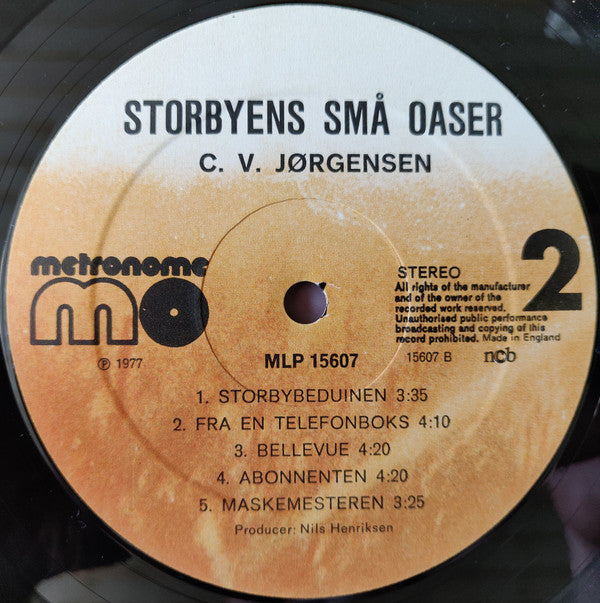 STORBYENS SMÅ OASER
C. V. JØRGENSEN
metronome
mo
℗ 1977
STEREO
All rights of the manufacturer
and of the owner of the
recorded work reserved.
Unauthorised public performance
broadcasting and copying of this
record prohibited. Made in England
15607 B ncb
2
MLP 15607
1. STORBYBEDUINEN 3:35
2. FRA EN TELEFONBOKS 4:10
3. BELLEVUE 4:20
4. ABONNENTEN 4:20
5. MASKEMESTEREN 3:25
Producer: Nils Henriksen